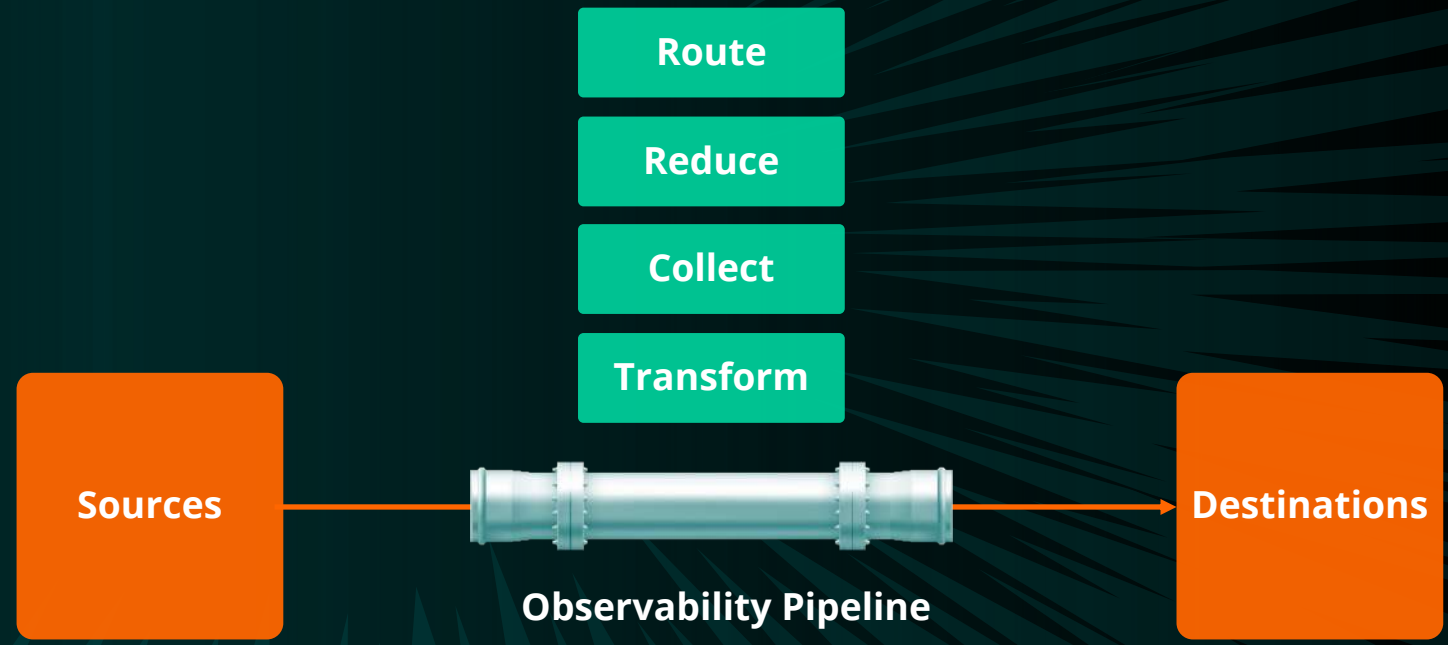 Route
Reduce
Collect
Transform
Sources
Destinations
Observability Pipeline